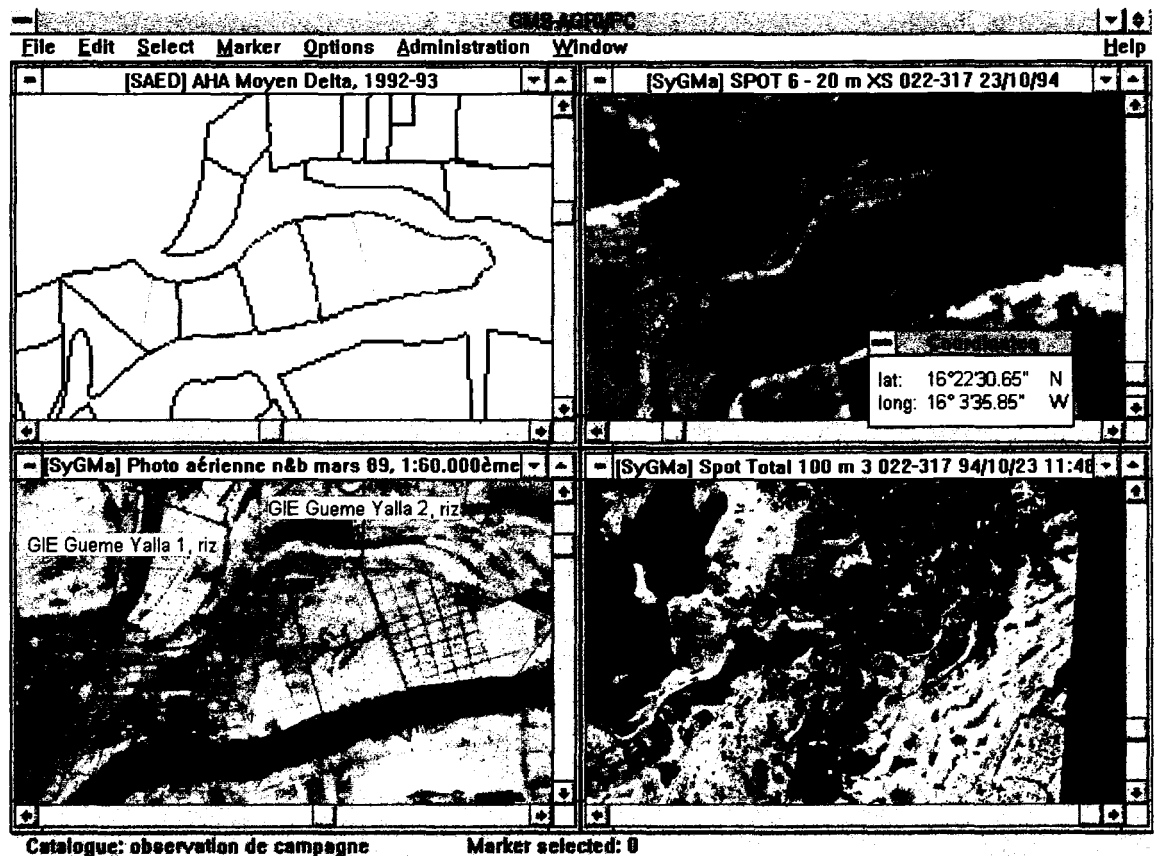 File Edit Select Marker Options Administration Window Help
[SAED] AHA Moyen Delta, 1992-93
[SyGMa] SPOT 6 - 20 m XS 022-317 23/10/94
Coordinates
lat: 16°22'30.65" N
long: 16° 3'35.85" W
[SyGMa] Photo aérienne n&b mars 89, 1:60.000ème
[SyGMa] Spot Total 100 m 3 022-317 94/10/23 11:48
GIE Gueme Yalla 2, riz
GIE Gueme Yalla 1, riz
Catalogue: observation de campagne Marker selected: 0